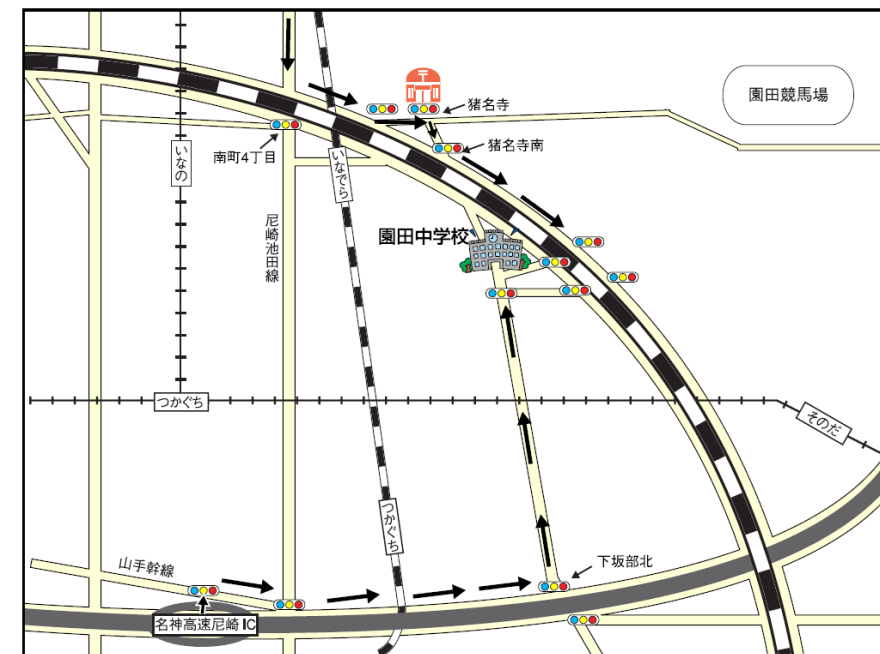 園田競馬場
猪名寺
猪名寺南
南町4丁目
いなの
いなでら
尼崎池田線
園田中学校
つかぐち
そのだ
つかぐち
下坂部北
山手幹線
名神高速尼崎IC